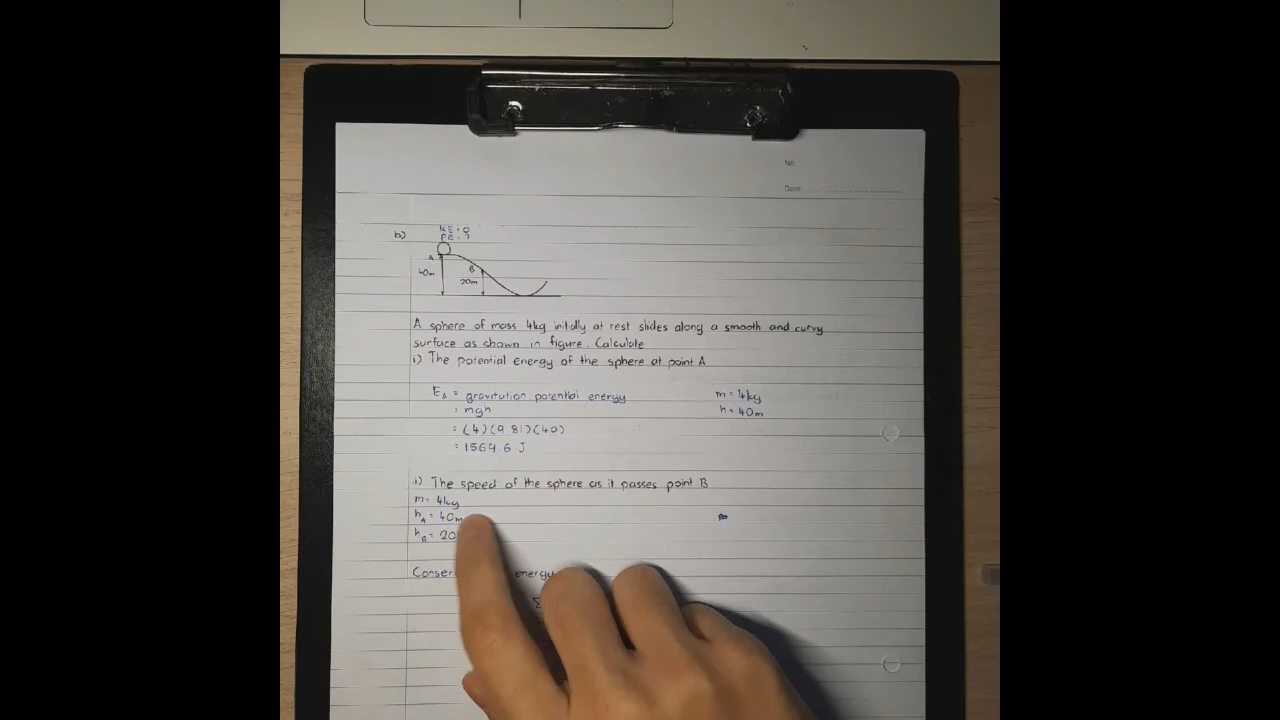 No
Date
b)
KE = 0
PE = ?
A
40m
B
20m
A sphere of mass 4kg initially at rest slides along a smooth and curvy
surface as shown in figure. Calculate
i) The potential energy of the sphere at point A
E = gravitution potential energy
m = 4kg
= mgh
h = 40m
= (4)(9.81)(40)
= 1569.6 J
ii) The speed of the sphere as it passes point B
m = 4kg
hA = 40m
hB = 20
energy